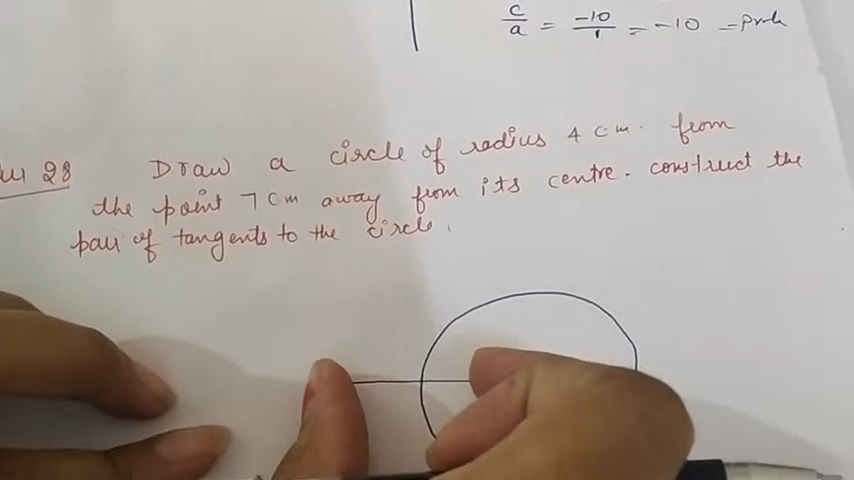 c/a = -10/1 = -10 =
28 Draw a circle of radius 4 cm. from
the point 7 cm away from its centre. construct the
pair of tangents to the circle.